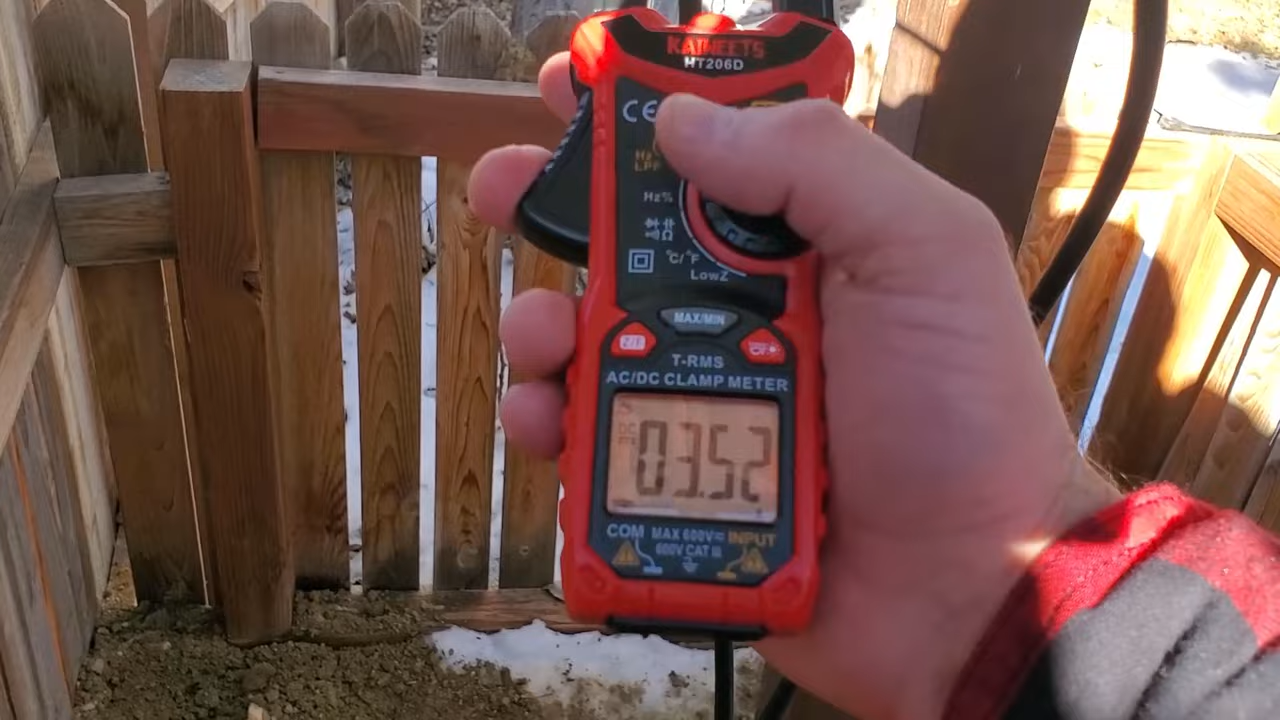 KAIWEETS
HT206D
CE
Hz%
°C/°F
LowZ
MAX/MIN
T-RMS
AC/DC CLAMP METER
DC
03.52
COM MAX 600V≂ INPUT
600V CAT III